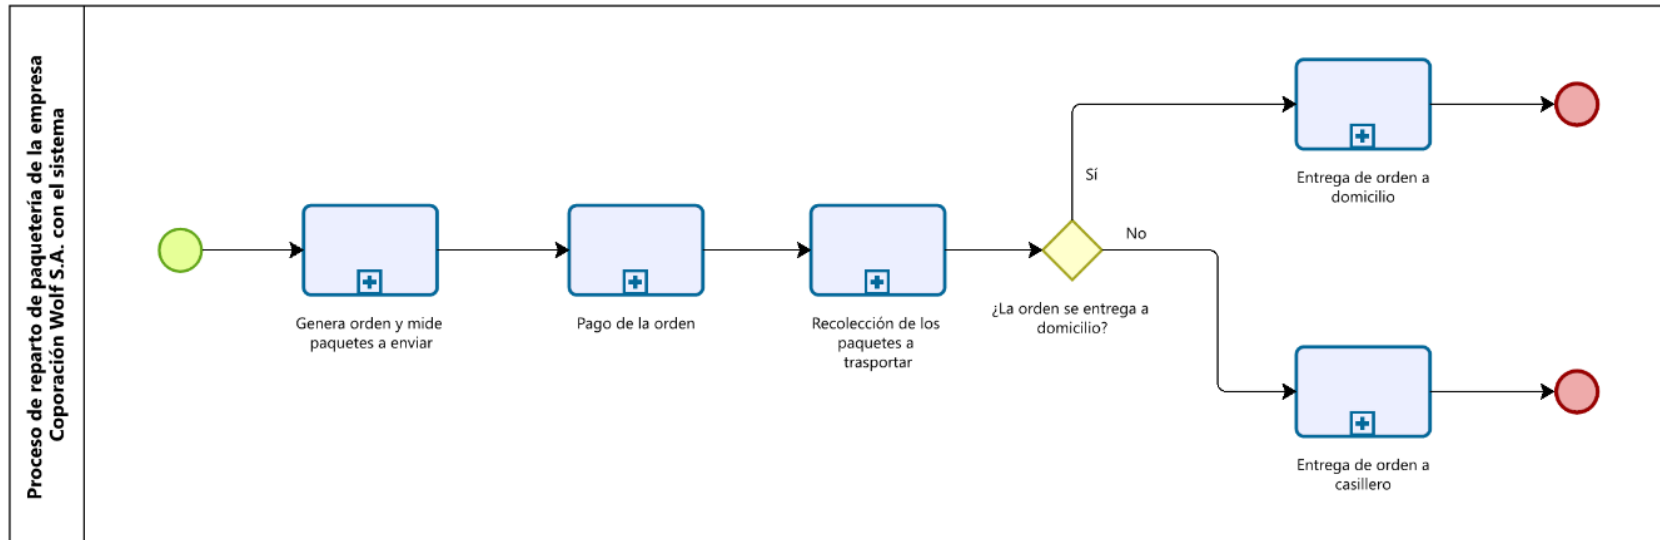 Proceso de reparto de paquetería de la empresa
Coporación Wolf S.A. con el sistema
Genera orden y mide
paquetes a enviar
Pago de la orden
Recolección de los
paquetes a
trasportar
¿La orden se entrega a
domicilio?
Sí
No
Entrega de orden a
domicilio
Entrega de orden a
casillero